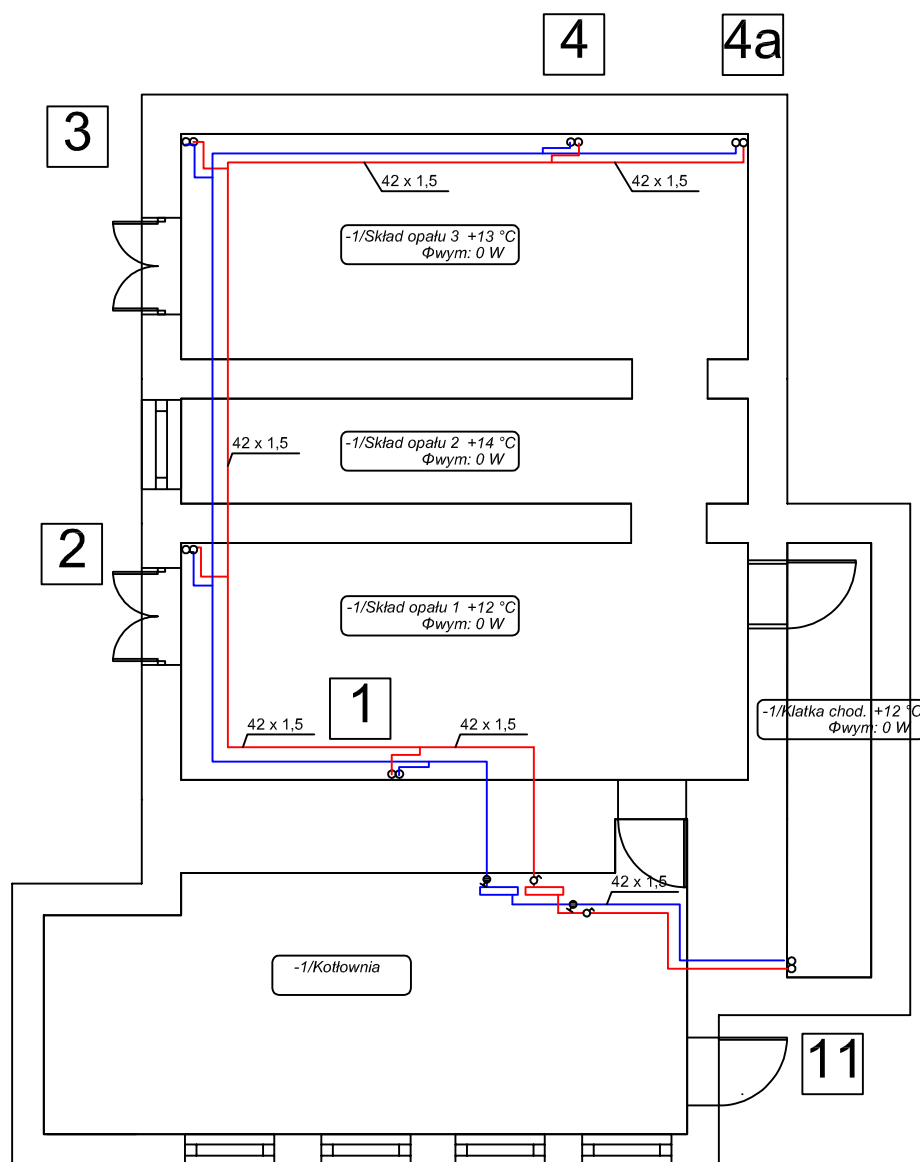 4
4a
3
42 x 1,5
42 x 1,5
-1/Skład opału 3 +13 °C
Φwym: 0 W
42 x 1,5
-1/Skład opału 2 +14 °C
Φwym: 0 W
2
-1/Skład opału 1 +12 °C
Φwym: 0 W
1
42 x 1,5
42 x 1,5
-1/Klatka chod. +12 °C
Φwym: 0 W
42 x 1,5
-1/Kotłownia
11